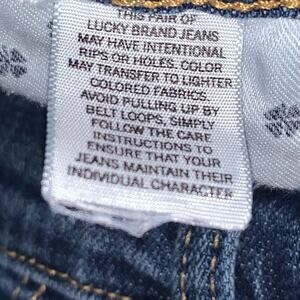 THIS PAIR OF
LUCKY BRAND JEANS
MAY HAVE INTENTIONAL
RIPS OR HOLES. COLOR
MAY TRANSFER TO LIGHTER
COLORED FABRICS.
AVOID PULLING UP BY
BELT LOOPS, SIMPLY
FOLLOW THE CARE
INSTRUCTIONS TO
ENSURE THAT YOUR
JEANS MAINTAIN THEIR
INDIVIDUAL CHARACTER